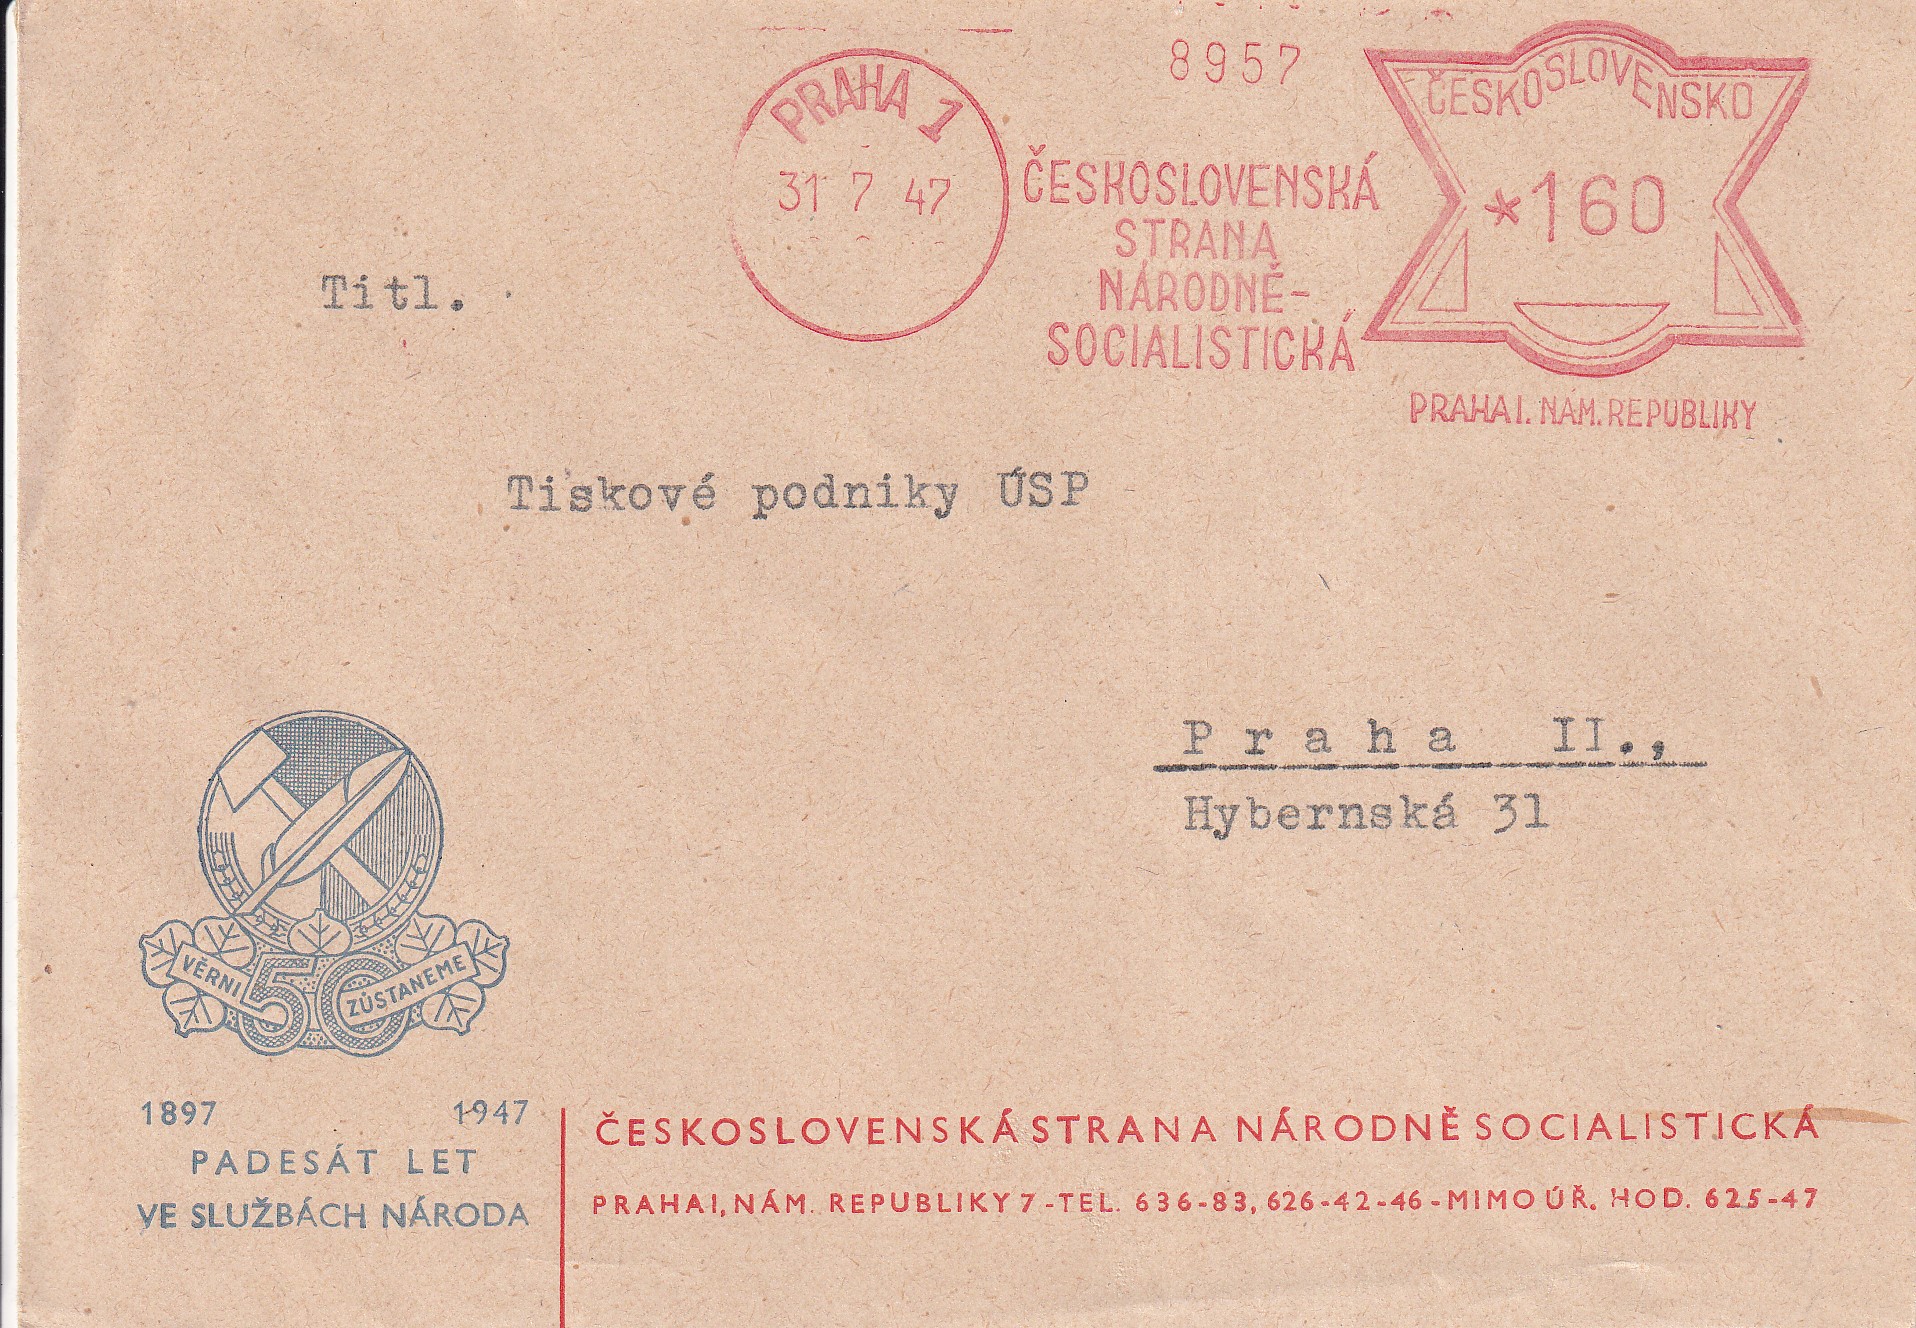 8957
PRAHA 1
31 7 47
ČESKOSLOVENSKÁ
STRANA
NÁRODNĚ-
SOCIALISTICKÁ
ČESKOSLOVENSKO
*160
PRAHA I. NÁM. REPUBLIKY
Titl.
Tiskové podniky ÚSP
Praha II.,
Hybernská 31
VĚRNI 50 ZŮSTANEME
1897 1947
PADESÁT LET
VE SLUŽBÁCH NÁRODA
ČESKOSLOVENSKÁ STRANA NÁRODNĚ SOCIALISTICKÁ
PRAHA I, NÁM. REPUBLIKY 7 - TEL. 636-83, 626-42-46 - MIMO ÚŘ. HOD. 625-47